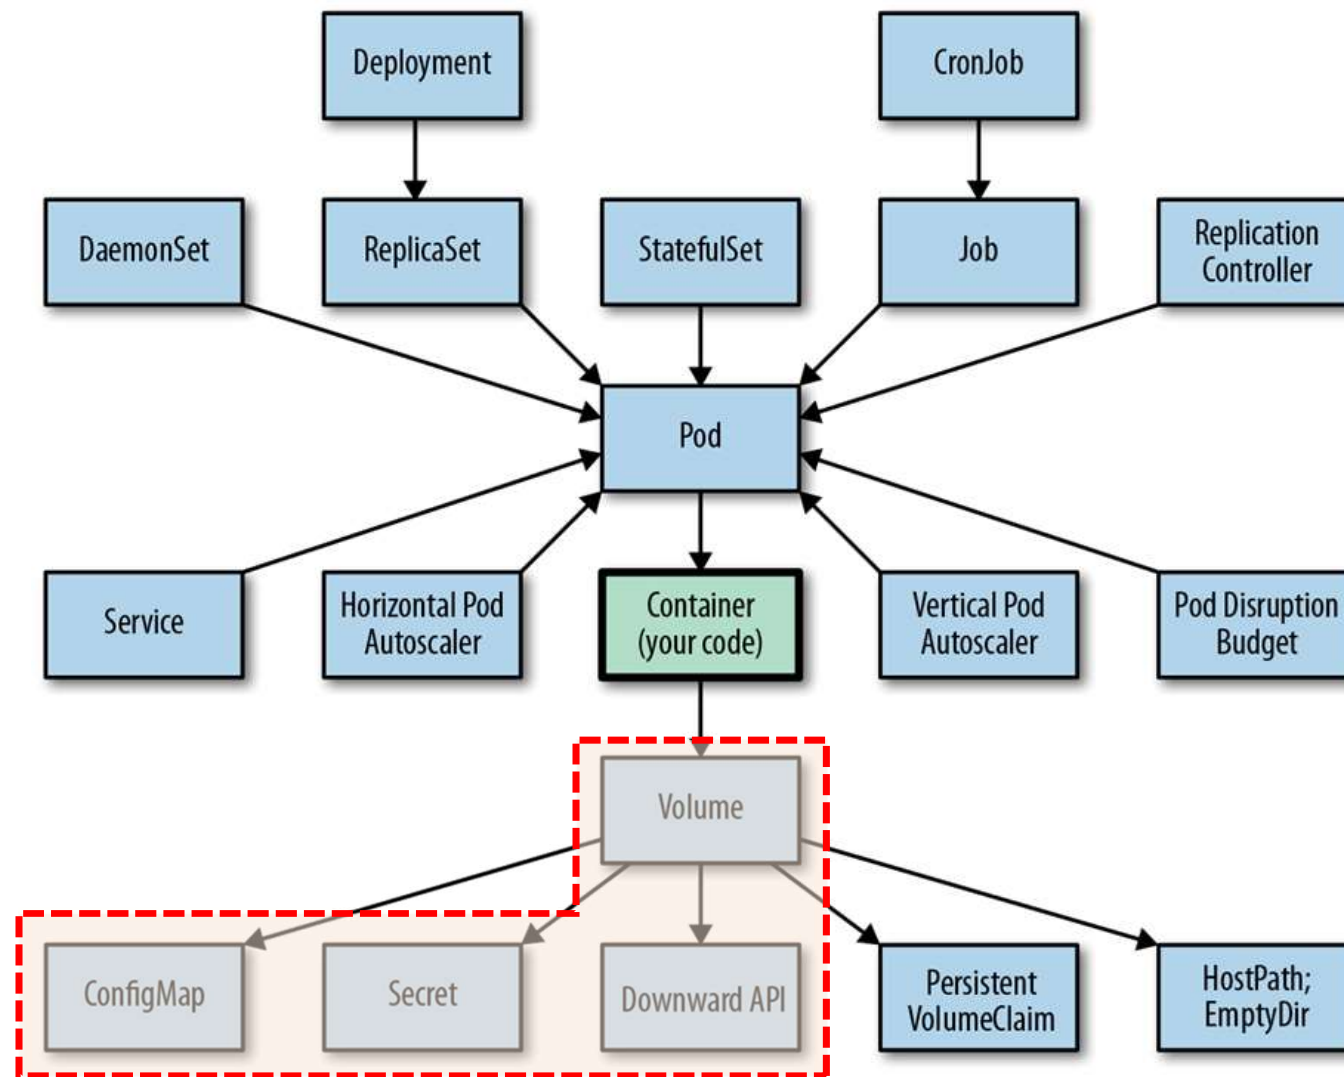 Deployment
CronJob
DaemonSet
ReplicaSet
StatefulSet
Job
Replication
Controller
Pod
Service
Horizontal Pod
Autoscaler
Container
(your code)
Vertical Pod
Autoscaler
Pod Disruption
Budget
Volume
ConfigMap
Secret
Downward API
Persistent
VolumeClaim
HostPath;
EmptyDir